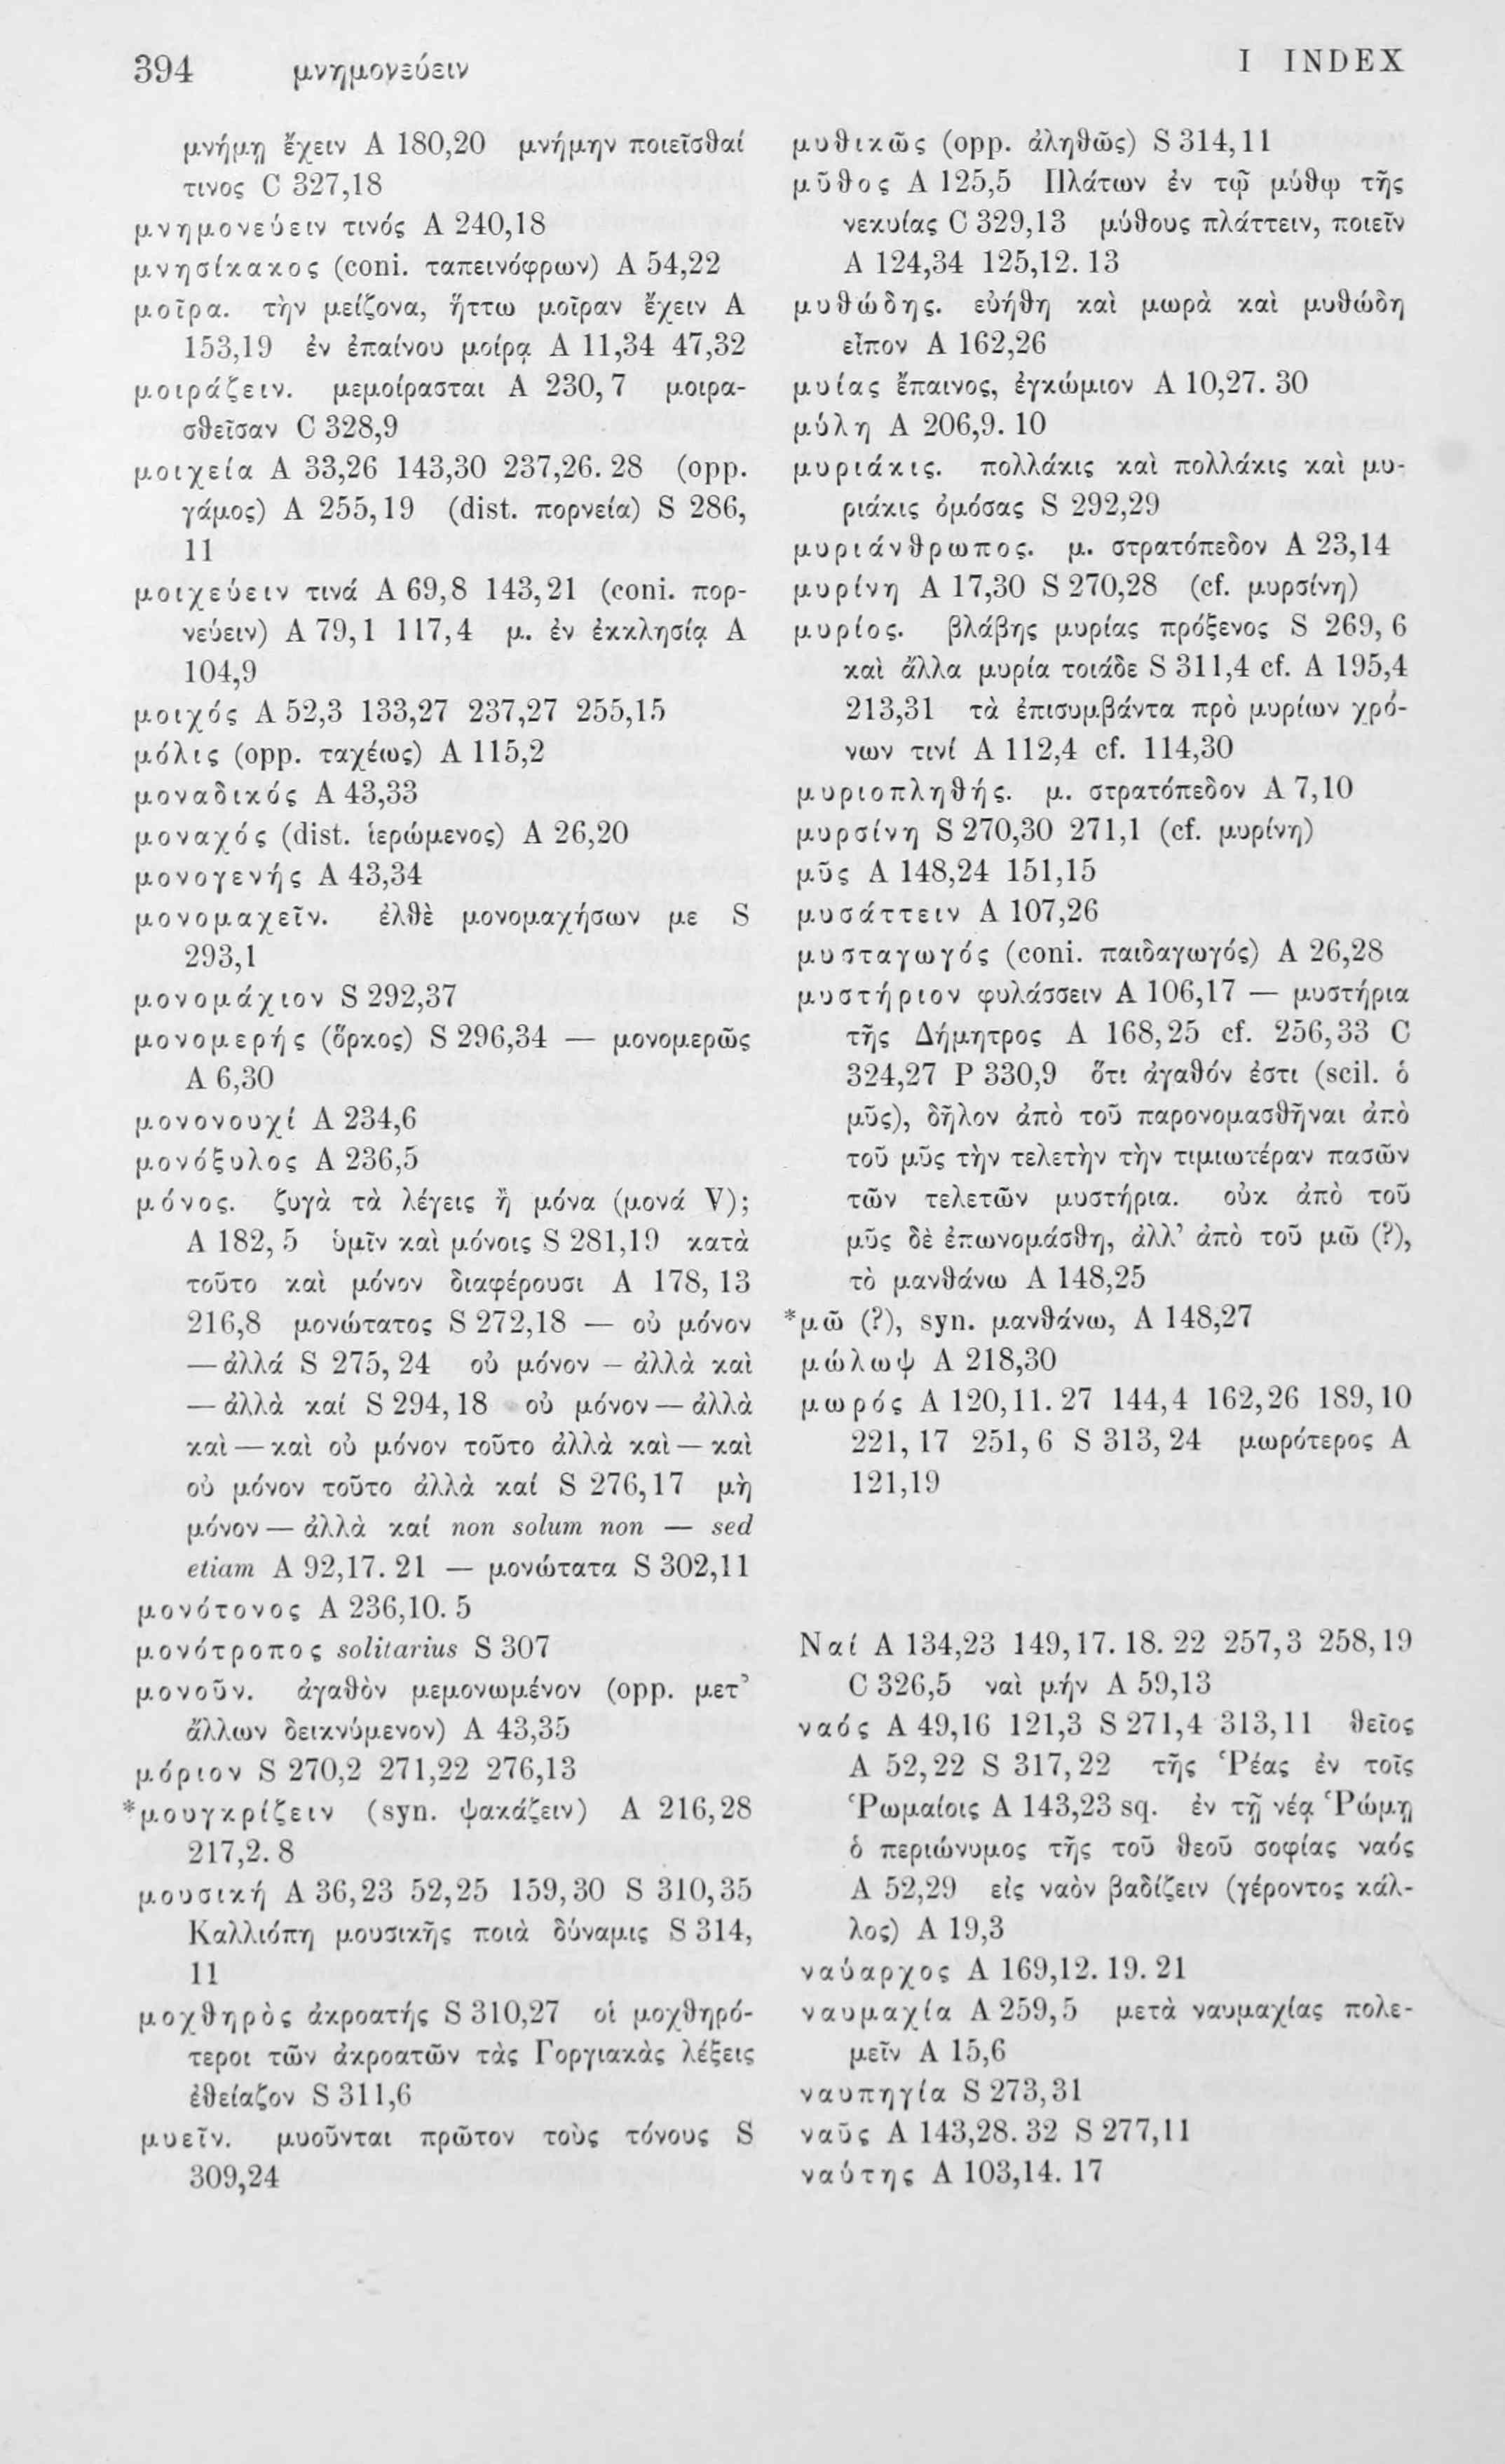 394 μνημονεύειν I INDEX
μνήμῃ ἔχειν A 180,20 μνήμην ποιεῖσθαί
τινος C 327,18
μνημονεύειν τινός A 240,18
μνησίκακος (coni. ταπεινόφρων) A 54,22
μοῖρα. τὴν μείζονα, ἥττω μοῖραν ἔχειν A
153,19 ἐν ἐπαίνου μοίρᾳ A 11,34 47,32
μοιράζειν. μεμοίρασται A 230,7 μοιρα-
σθεῖσαν C 328,9
μοιχεία A 33,26 143,30 237,26. 28 (opp.
γάμος) A 255,19 (dist. πορνεία) S 286,
11
μοιχεύειν τινά A 69,8 143,21 (coni. πορ-
νεύειν) A 79,1 117,4 μ. ἐν ἐκκλησίᾳ A
104,9
μοιχός A 52,3 133,27 237,27 255,15
μόλις (opp. ταχέως) A 115,2
μοναδικός A 43,33
μοναχός (dist. ἱερώμενος) A 26,20
μονογενής A 43,34
μονομαχεῖν. ἐλθὲ μονομαχήσων με S
293,1
μονομάχιον S 292,37
μονομερής (ὅρκος) S 296,34 — μονομερῶς
A 6,30
μονονουχί A 234,6
μονόξυλος A 236,5
μόνος. ζυγὰ τὰ λέγεις ἢ μόνα (μονά V);
A 182, 5 ὑμῖν καὶ μόνοις S 281,19 κατὰ
τοῦτο καὶ μόνον διαφέρουσι A 178, 13
216,8 μονώτατος S 272,18 — οὐ μόνον
— ἀλλά S 275, 24 οὐ μόνον – ἀλλὰ καὶ
— ἀλλὰ καί S 294,18 οὐ μόνον — ἀλλὰ
καὶ — καὶ οὐ μόνον τοῦτο ἀλλὰ καὶ — καὶ
οὐ μόνον τοῦτο ἀλλὰ καί S 276,17 μὴ
μόνον — ἀλλὰ καί non solum non — sed
etiam A 92,17. 21 — μονώτατα S 302,11
μονότονος A 236,10. 5
μονότροπος solitarius S 307
μονοῦν. ἀγαθὸν μεμονωμένον (opp. μετ’
ἄλλων δεικνύμενον) A 43,35
μόριον S 270,2 271,22 276,13
*μουγκρίζειν (syn. ψακάζειν) A 216,28
217,2. 8
μουσική A 36,23 52,25 159,30 S 310,35
Καλλιόπη μουσικῆς ποιὰ δύναμις S 314,
11
μοχθηρὸς ἀκροατής S 310,27 οἱ μοχθηρό-
τεροι τῶν ἀκροατῶν τὰς Γοργιακὰς λέξεις
ἐθείαζον S 311,6
μυεῖν. μυοῦνται πρῶτον τοὺς τόνους S
309,24
μυθικῶς (opp. ἀληθῶς) S 314,11
μῦθος A 125,5 Πλάτων ἐν τῷ μύθῳ τῆς
νεκυίας C 329,13 μύθους πλάττειν, ποιεῖν
A 124,34 125,12. 13
μυθώδης. εὐήθη καὶ μωρὰ καὶ μυθώδη
εἶπον A 162,26
μυίας ἔπαινος, ἐγκώμιον A 10,27. 30
μύλη A 206,9. 10
μυριάκις. πολλάκις καὶ πολλάκις καὶ μυ-
ριάκις ὀμόσας S 292,29
μυριάνθρωπος. μ. στρατόπεδον A 23,14
μυρίνη A 17,30 S 270,28 (cf. μυρσίνη)
μυρίος. βλάβης μυρίας πρόξενος S 269, 6
καὶ ἄλλα μυρία τοιάδε S 311,4 cf. A 195,4
213,31 τὰ ἐπισυμβάντα πρὸ μυρίων χρό-
νων τινί A 112,4 cf. 114,30
μυριοπληθής. μ. στρατόπεδον A 7,10
μυρσίνη S 270,30 271,1 (cf. μυρίνη)
μῦς A 148,24 151,15
μυσάττειν A 107,26
μυσταγωγός (coni. παιδαγωγός) A 26,28
μυστήριον φυλάσσειν A 106,17 — μυστήρια
τῆς Δήμητρος A 168,25 cf. 256,33 C
324,27 P 330,9 ὅτι ἀγαθόν ἐστι (scil. ὁ
μῦς), δῆλον ἀπὸ τοῦ παρονομασθῆναι ἀπὸ
τοῦ μῦς τὴν τελετὴν τὴν τιμιωτέραν πασῶν
τῶν τελετῶν μυστήρια. οὐκ ἀπὸ τοῦ
μῦς δὲ ἐπωνομάσθη, ἀλλ’ ἀπὸ τοῦ μῶ (?),
τὸ μανθάνω A 148,25
*μῶ (?), syn. μανθάνω, A 148,27
μώλωψ A 218,30
μωρός A 120,11. 27 144,4 162,26 189,10
221, 17 251, 6 S 313, 24 μωρότερος A
121,19
Ναί A 134,23 149,17. 18. 22 257,3 258,19
C 326,5 ναὶ μήν A 59,13
ναός A 49,16 121,3 S 271,4 313,11 θεῖος
A 52,22 S 317,22 τῆς Ῥέας ἐν τοῖς
Ῥωμαίοις A 143,23 sq. ἐν τῇ νέᾳ Ῥώμῃ
ὁ περιώνυμος τῆς τοῦ θεοῦ σοφίας ναός
A 52,29 εἰς ναὸν βαδίζειν (γέροντος κάλ-
λος) A 19,3
ναύαρχος A 169,12. 19. 21
ναυμαχία A 259,5 μετὰ ναυμαχίας πολε-
μεῖν A 15,6
ναυπηγία S 273,31
ναῦς A 143,28. 32 S 277,11
ναύτης A 103,14. 17